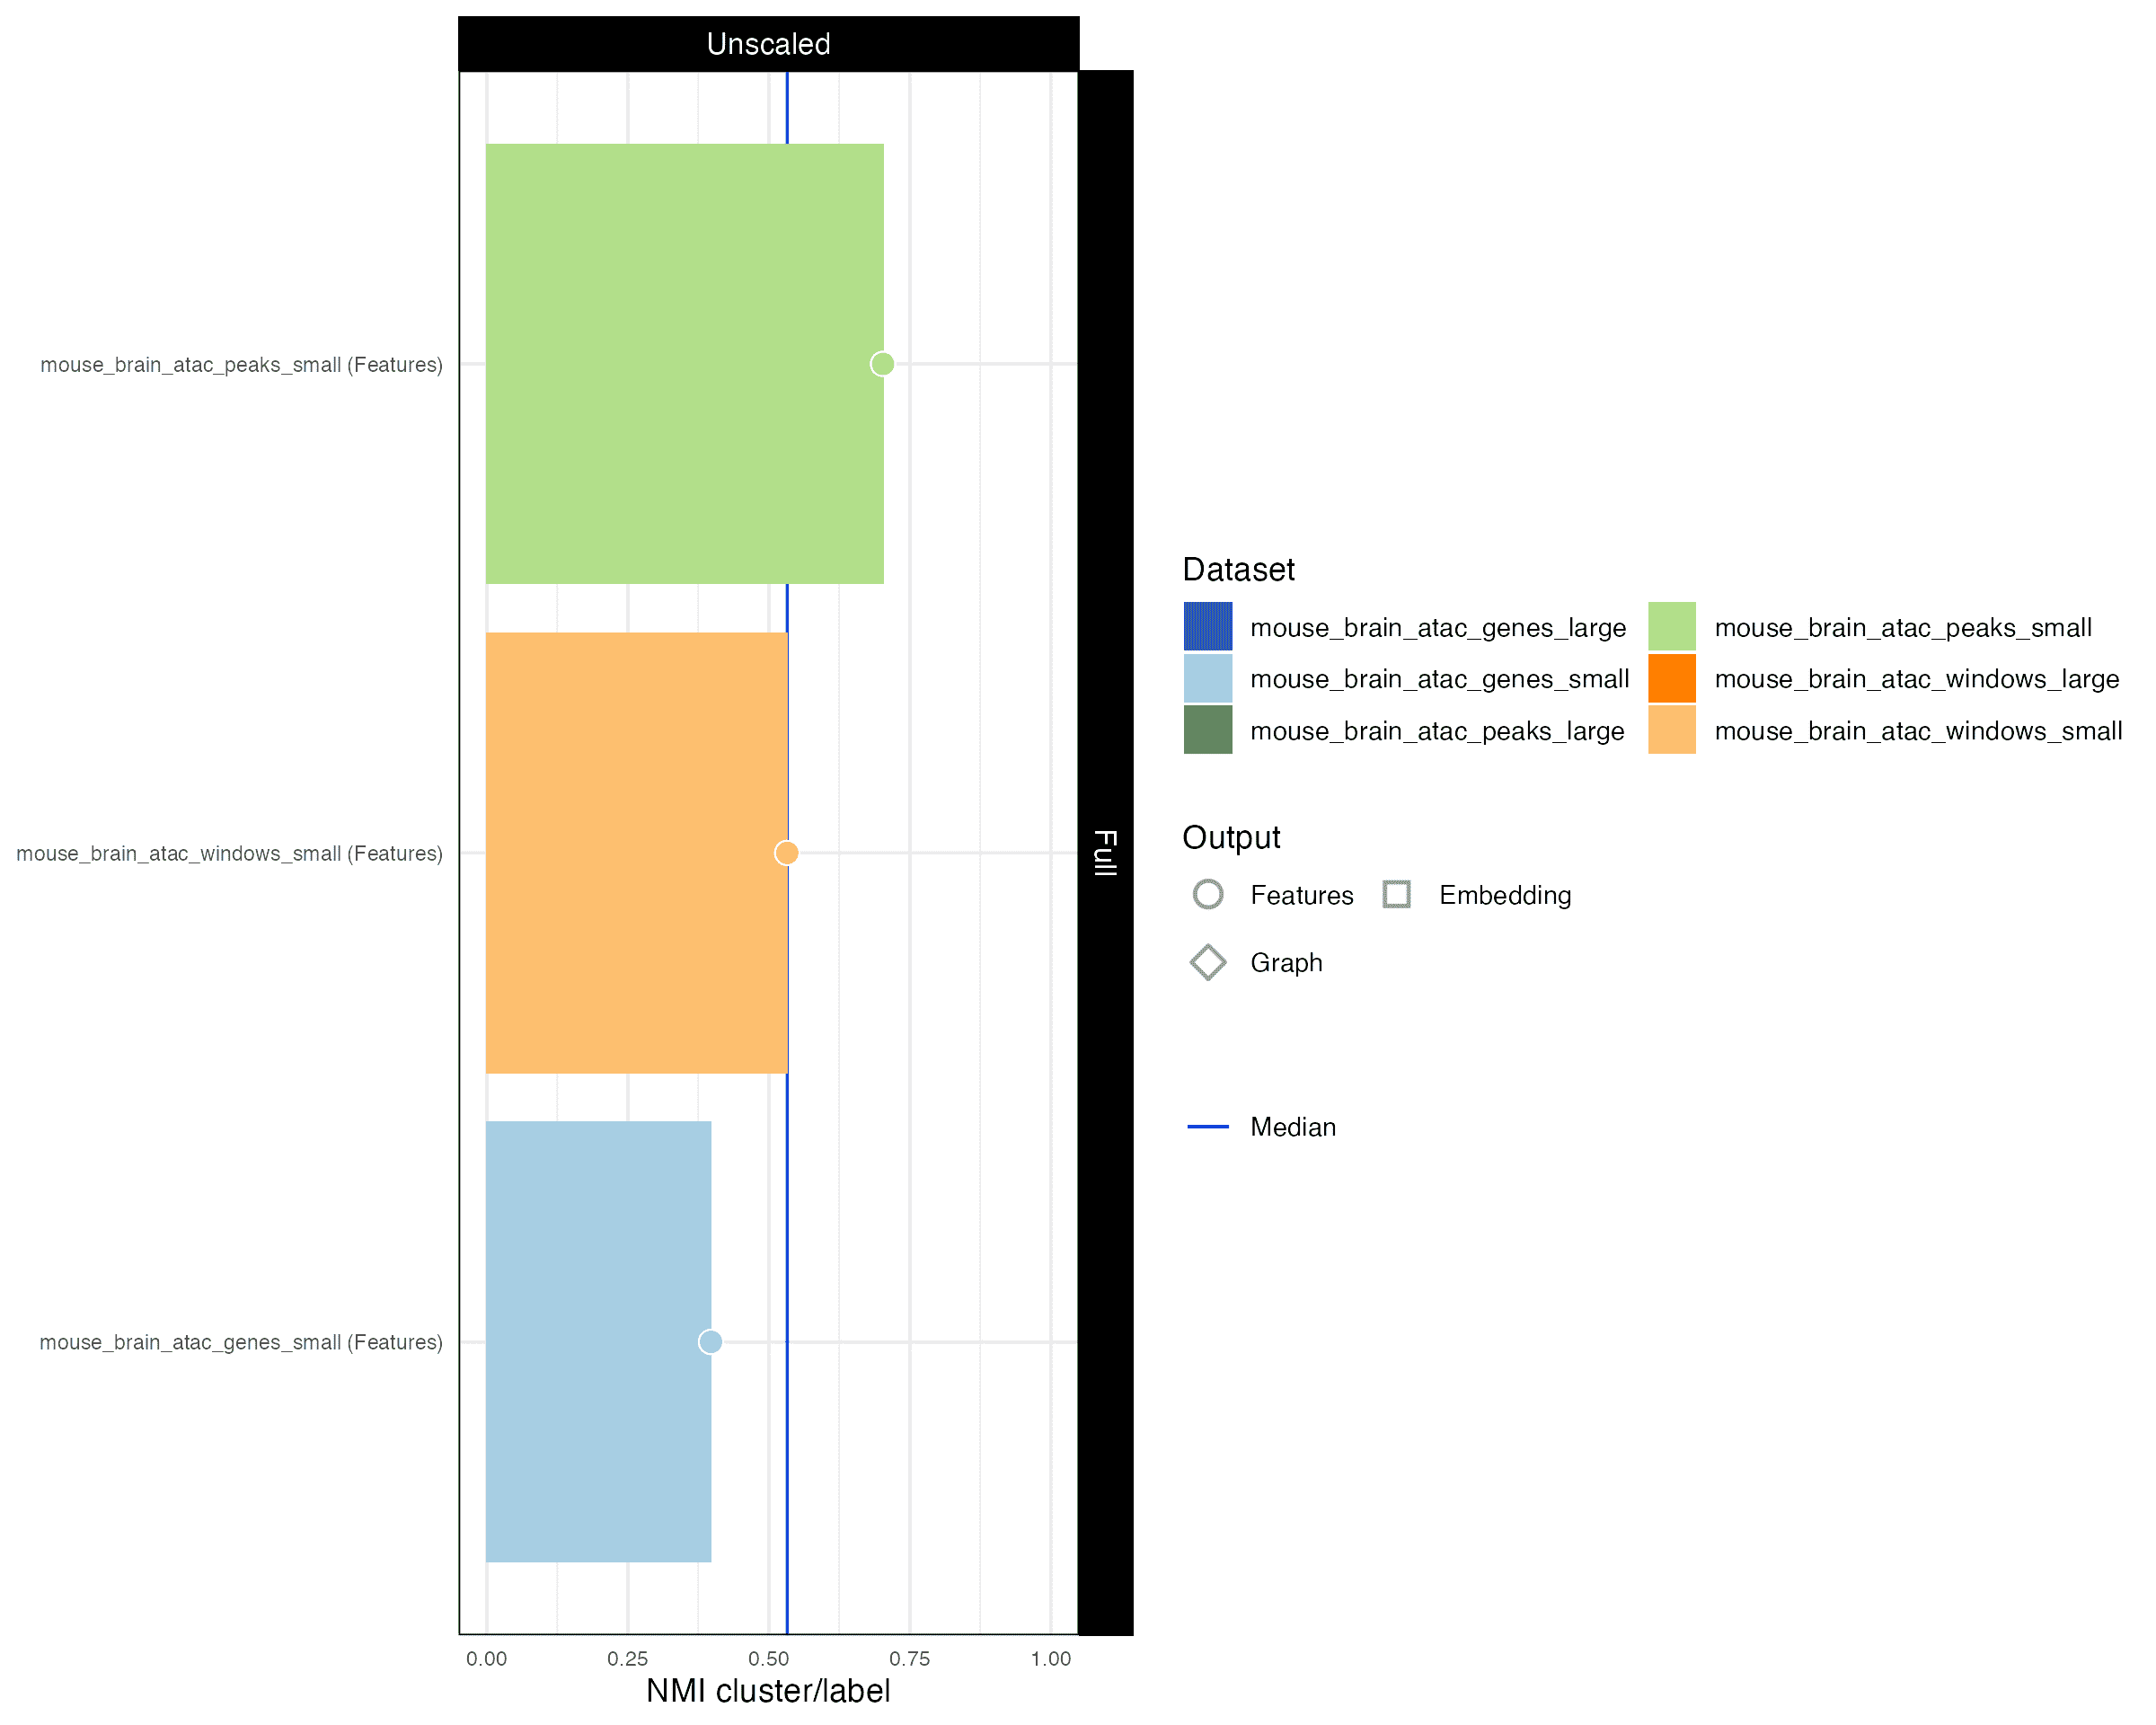 Unscaled
mouse_brain_atac_peaks_small (Features)
mouse_brain_atac_windows_small (Features)
mouse_brain_atac_genes_small (Features)
Full
0.00 0.25 0.50 0.75 1.00
NMI cluster/label
Dataset
mouse_brain_atac_genes_large mouse_brain_atac_peaks_small
mouse_brain_atac_genes_small mouse_brain_atac_windows_large
mouse_brain_atac_peaks_large mouse_brain_atac_windows_small
Output
Features Embedding
Graph
Median